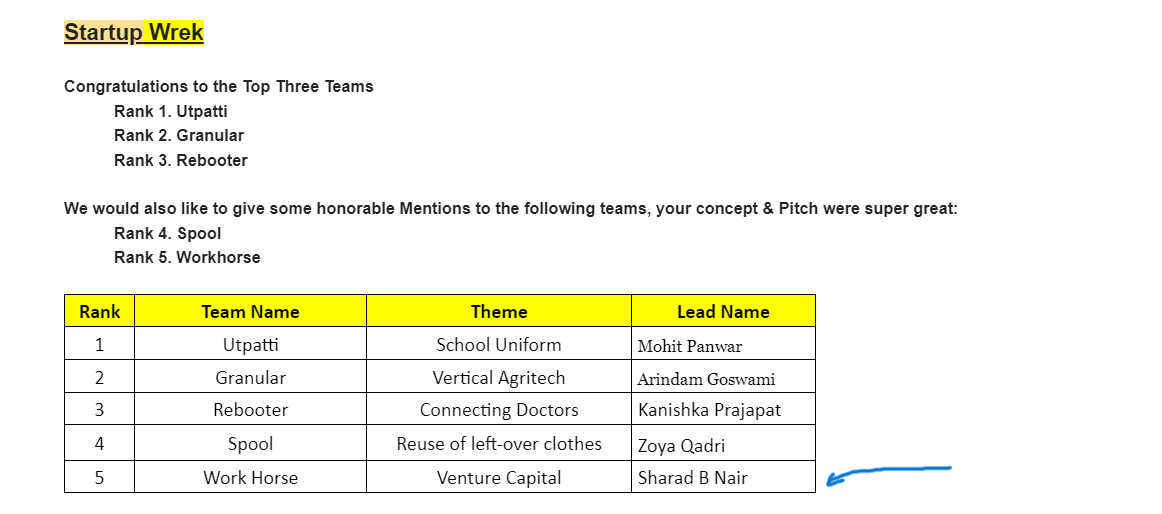 Startup Wrek
Congratulations to the Top Three Teams
Rank 1. Utpatti
Rank 2. Granular
Rank 3. Rebooter
We would also like to give some honorable Mentions to the following teams, your concept & Pitch were super great:
Rank 4. Spool
Rank 5. Workhorse
Rank Team Name Theme Lead Name
1 Utpatti School Uniform Mohit Panwar
2 Granular Vertical Agritech Arindam Goswami
3 Rebooter Connecting Doctors Kanishka Prajapat
4 Spool Reuse of left-over clothes Zoya Qadri
5 Work Horse Venture Capital Sharad B Nair